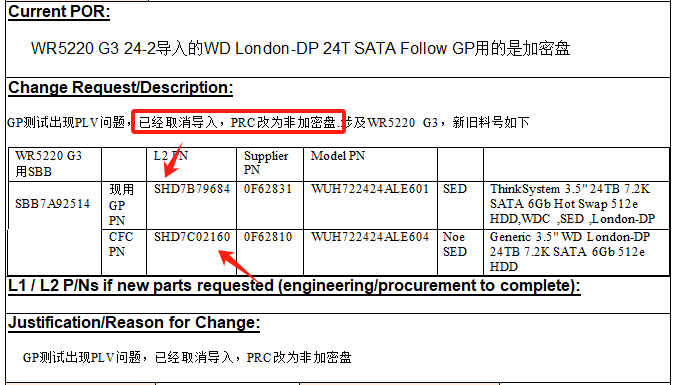 Current POR:
WR5220 G3 24-2导入的WD London-DP 24T SATA Follow GP用的是加密盘
Change Request/Description:
GP测试出现PLV问题，已经取消导入，PRC改为非加密盘.涉及WR5220 G3，新旧料号如下
WR5220 G3
用SBB
L2 PN
Supplier
PN
Model PN
SBB7A92514
现用
GP
PN
SHD7B79684
0F62831
WUH722424ALE601
SED
ThinkSystem 3.5" 24TB 7.2K
SATA 6Gb Hot Swap 512e
HDD,WDC ,SED ,London-DP
CFC
PN
SHD7C02160
0F62810
WUH722424ALE604
Noe
SED
Generic 3.5" WD London-DP
24TB 7.2K SATA 6Gb 512e
HDD
L1 / L2 P/Ns if new parts requested (engineering/procurement to complete):
Justification/Reason for Change:
GP测试出现PLV问题，已经取消导入，PRC改为非加密盘